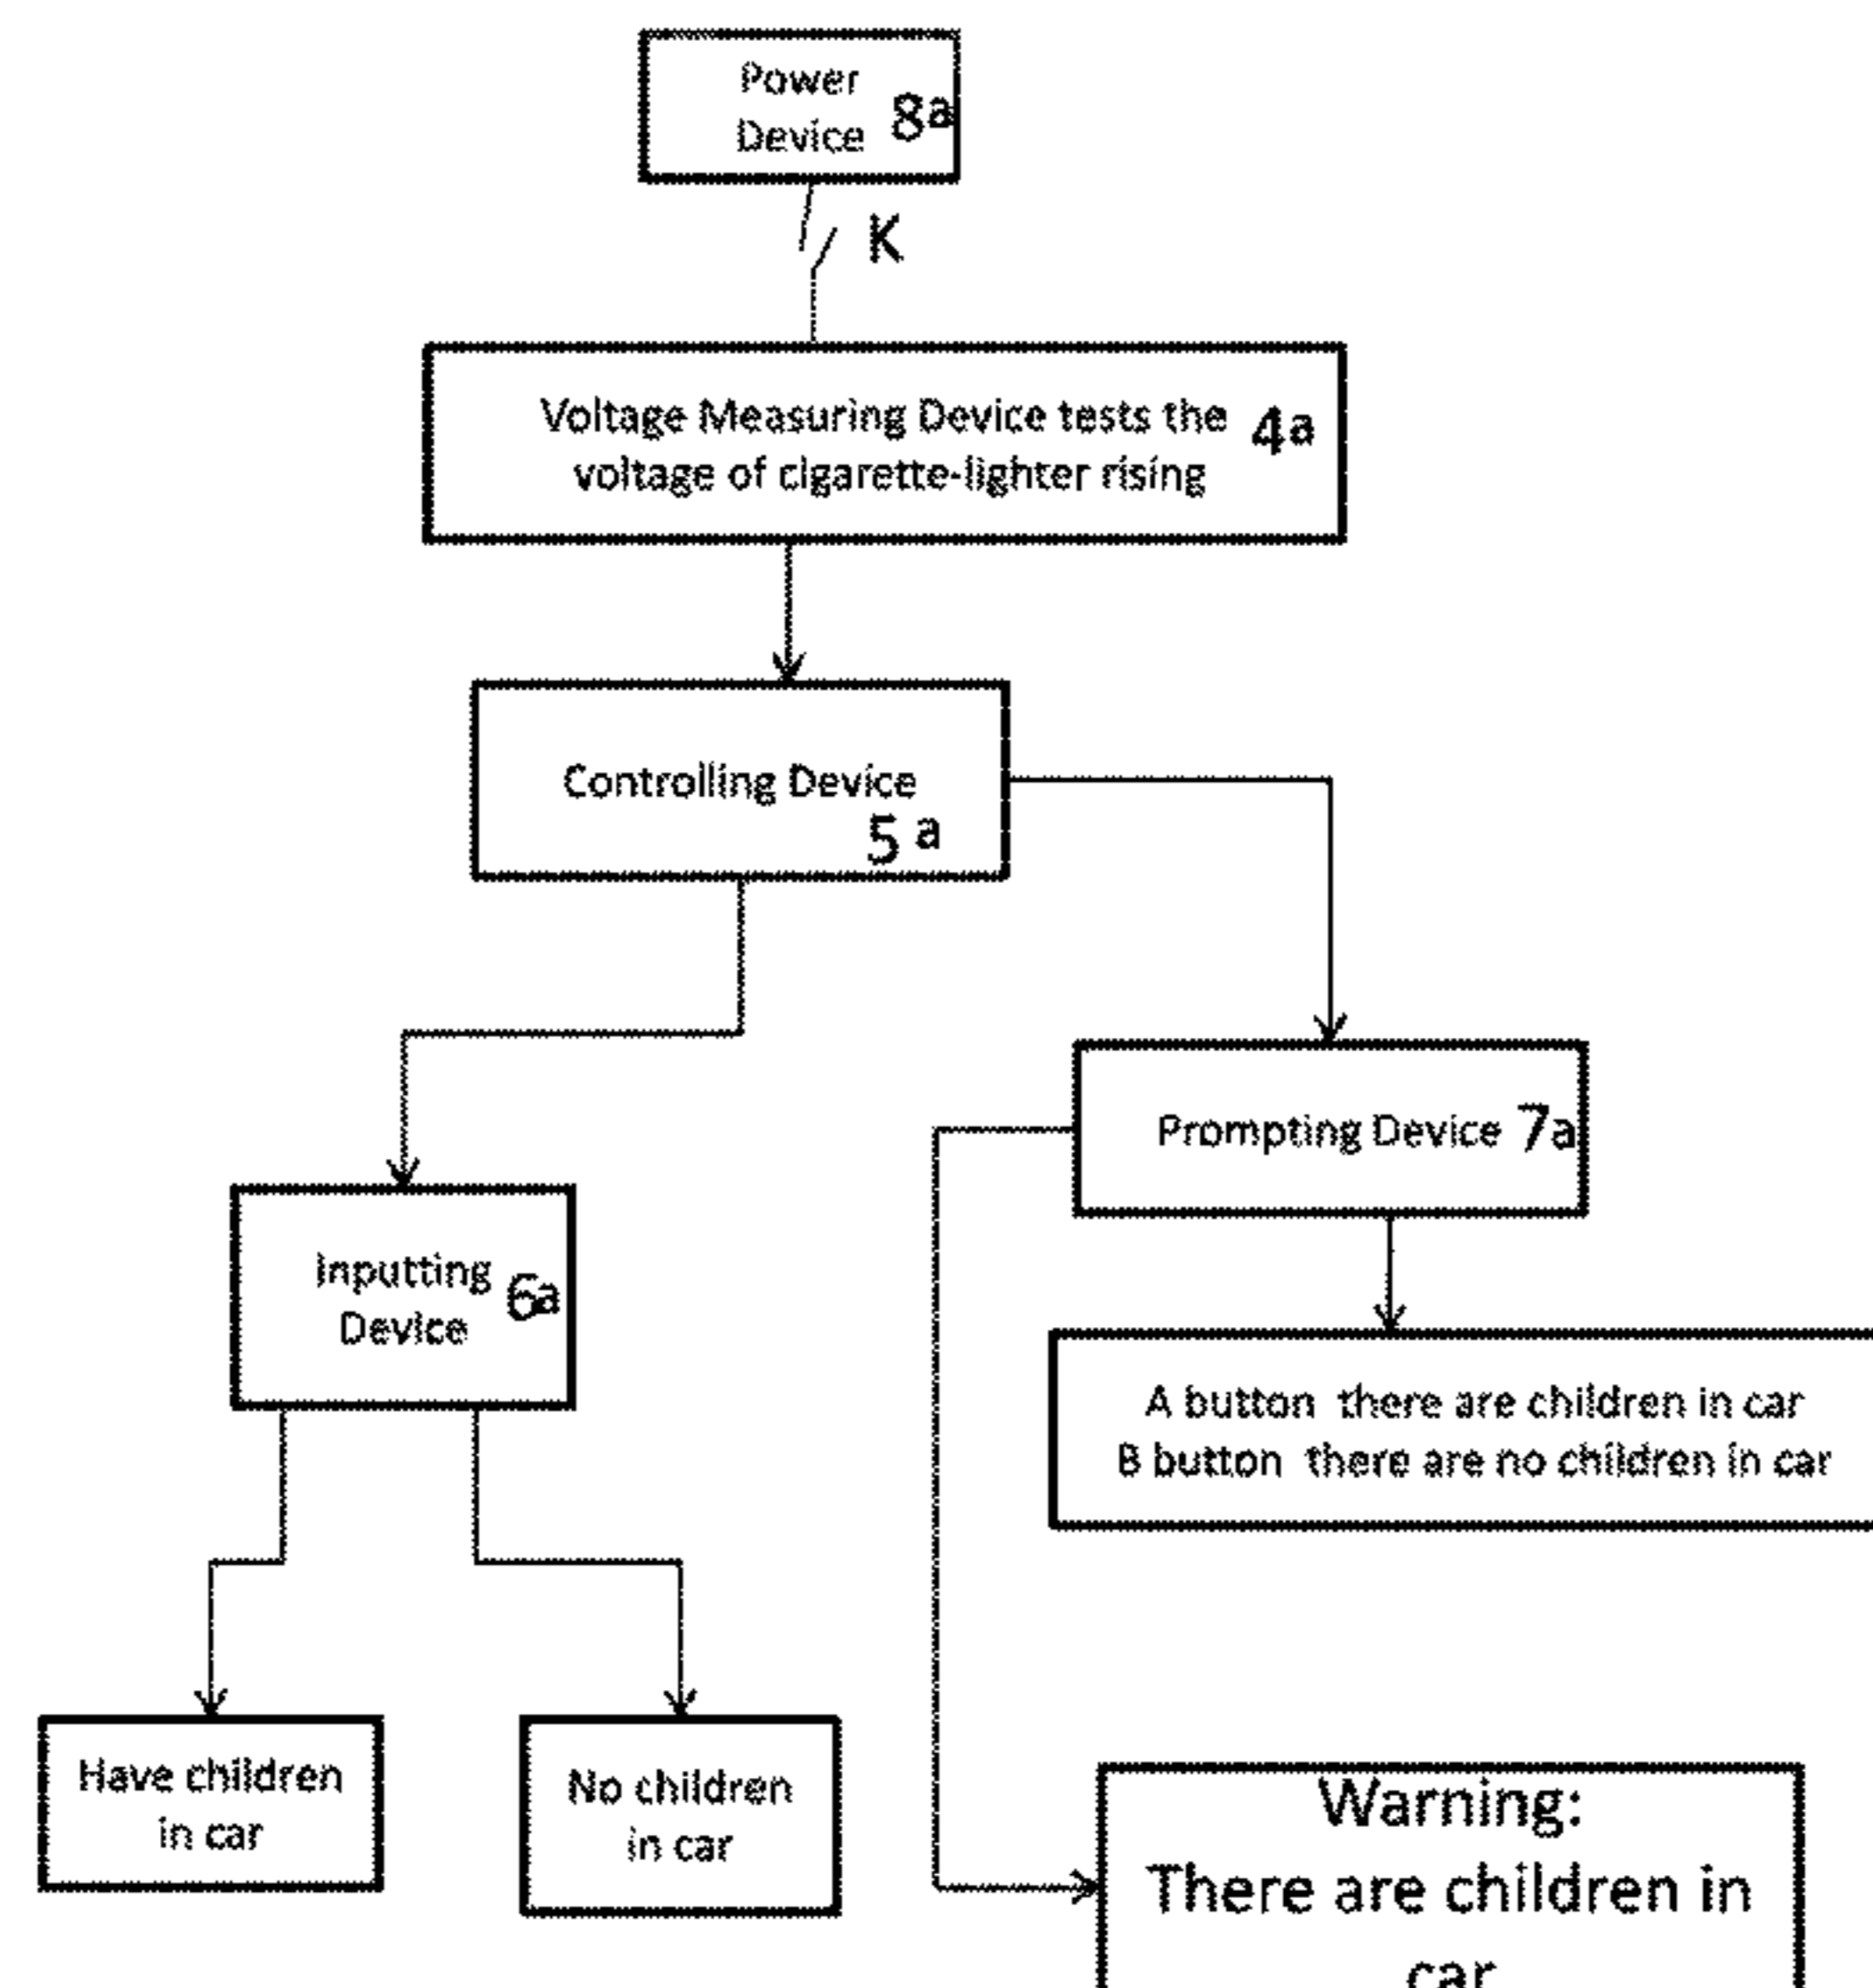 Power
Device 8a
K
Voltage Measuring Device tests the 4a
voltage of cigarette-lighter rising
Controlling Device
5 a
Prompting Device 7a
Inputting
Device 6a
A button there are children in car
B button there are no children in car
Have children
in car
No children
in car
Warning:
There are children in
car